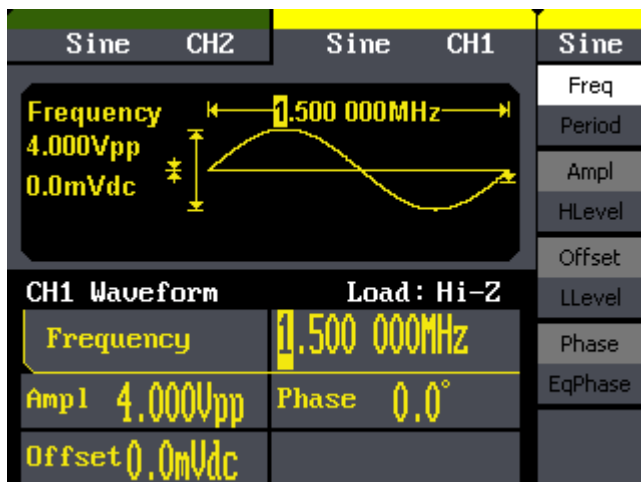 Sine CH2 Sine CH1 Sine
Freq
Period
Ampl
HLevel
Offset
LLevel
Phase
EqPhase
Frequency 1.500 000MHz
4.000Vpp
0.0mVdc
CH1 Waveform Load: Hi-Z
Frequency 1.500 000MHz
Ampl 4.000Vpp Phase 0.0°
Offset 0.0mVdc